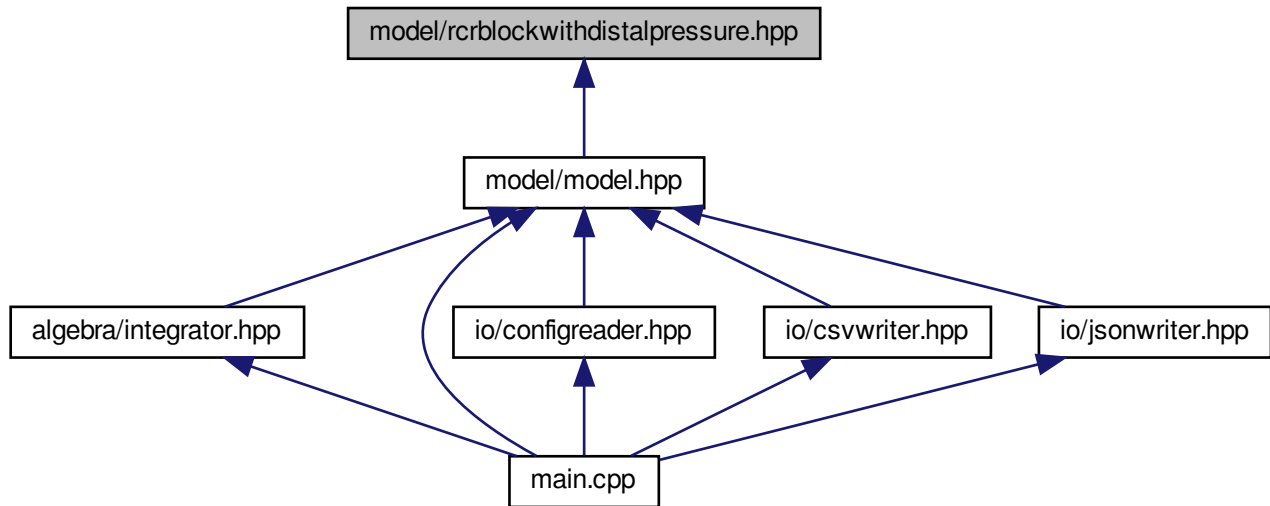 model/rcrblockwithdistalpressure.hpp
model/model.hpp
algebra/integrator.hpp
io/configreader.hpp
io/csvwriter.hpp
io/jsonwriter.hpp
main.cpp